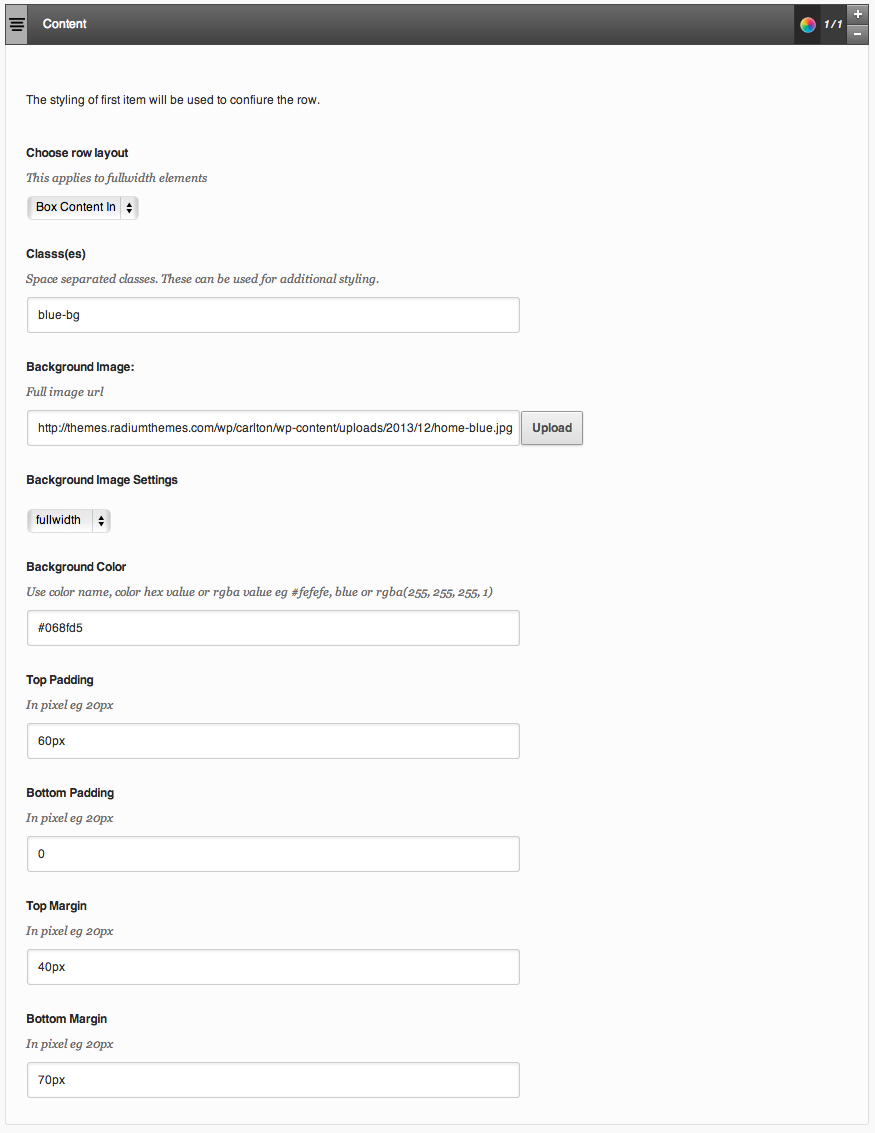 Content
1/1
+
−
The styling of first item will be used to confiure the row.
Choose row layout
This applies to fullwidth elements
Box Content In
Classs(es)
Space separated classes. These can be used for additional styling.
blue-bg
Background Image:
Full image url
http://themes.radiumthemes.com/wp/carlton/wp-content/uploads/2013/12/home-blue.jpg
Upload
Background Image Settings
fullwidth
Background Color
Use color name, color hex value or rgba value eg #fefefe, blue or rgba(255, 255, 255, 1)
#068fd5
Top Padding
In pixel eg 20px
60px
Bottom Padding
In pixel eg 20px
0
Top Margin
In pixel eg 20px
40px
Bottom Margin
In pixel eg 20px
70px